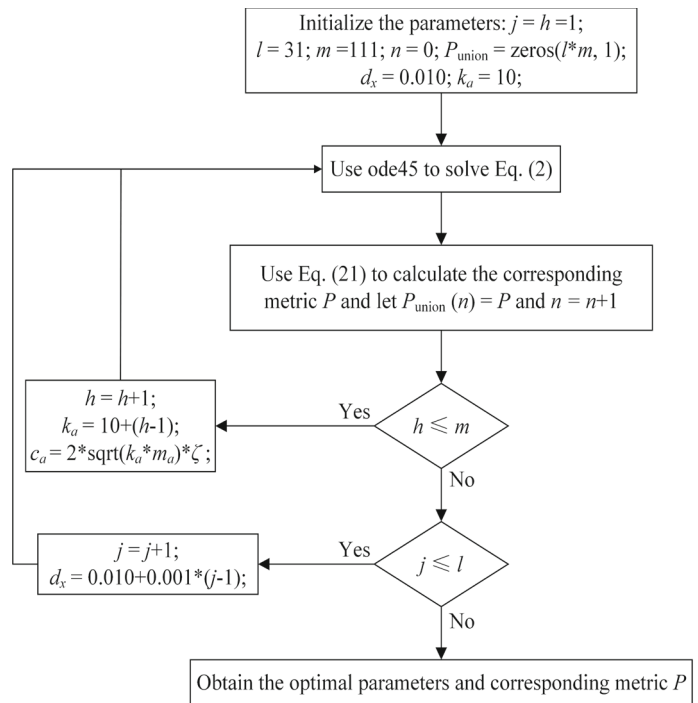 Initialize the parameters: j = h =1;
l = 31; m =111; n = 0; P_union = zeros(l*m, 1);
d_x = 0.010; k_a = 10;
Use ode45 to solve Eq. (2)
Use Eq. (21) to calculate the corresponding
metric P and let P_union (n) = P and n = n+1
h ⩽ m
Yes
h = h+1;
k_a = 10+(h-1);
c_a = 2*sqrt(k_a*m_a)*ζ;
No
j ⩽ l
Yes
j = j+1;
d_x = 0.010+0.001*(j-1);
No
Obtain the optimal parameters and corresponding metric P